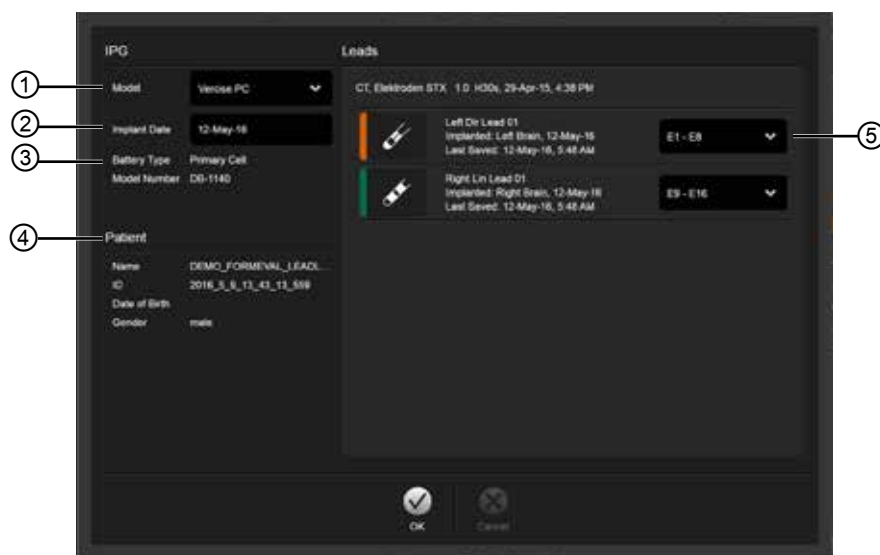 IPG
Leads
① Model Vercise PC
② Implant Date 12-May-16
③ Battery Type Primary Cell
Model Number DB-1140
④ Patient
Name DEMO_FORMEVAL_LEADL...
ID 2016_5_6_13_43_13_559
Date of Birth
Gender male
CT, Elektroden STX 1.0 H30s, 29-Apr-15, 4:38 PM
Left Dir Lead 01
Implanted: Left Brain, 12-May-16
Last Saved: 12-May-16, 5:48 AM
E1 - E8 ⑤
Right Lin Lead 01
Implanted: Right Brain, 12-May-16
Last Saved: 12-May-16, 5:48 AM
E9 - E16
OK
Cancel